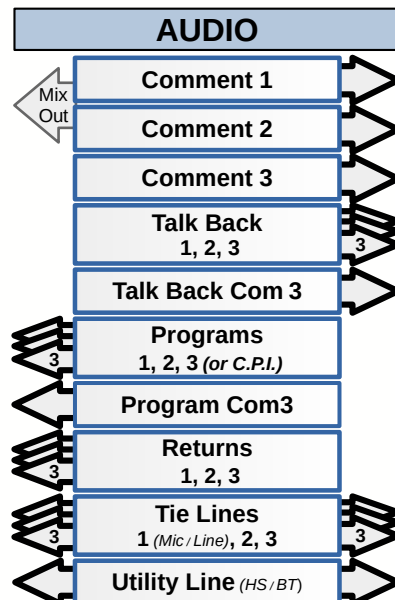 AUDIO
Mix
Out
Comment 1
Comment 2
Comment 3
Talk Back
1, 2, 3
3
Talk Back Com 3
Programs
1, 2, 3 (or C.P.I.)
3
Program Com3
Returns
1, 2, 3
3
Tie Lines
1 (Mic / Line), 2, 3
3
3
Utility Line (HS / BT)